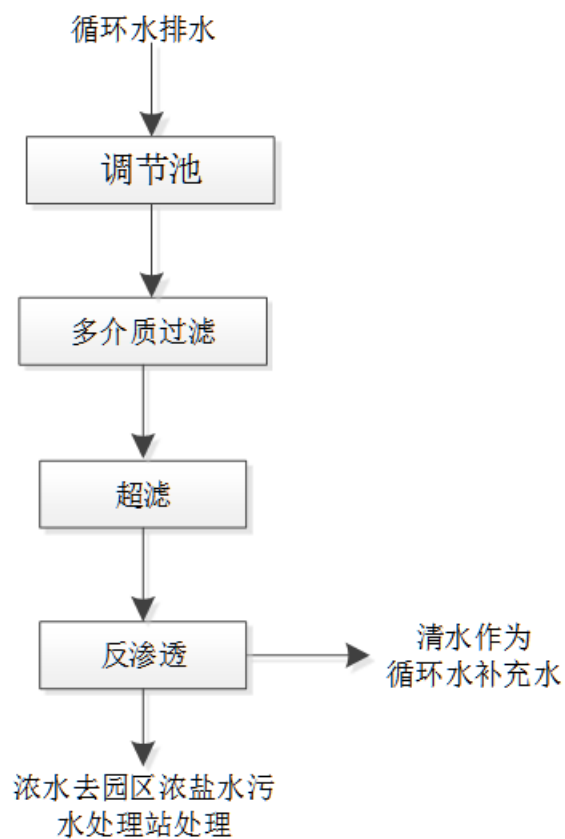 循环水排水
调节池
多介质过滤
超滤
反渗透
清水作为
循环水补充水
浓水去园区浓盐水污
水处理站处理